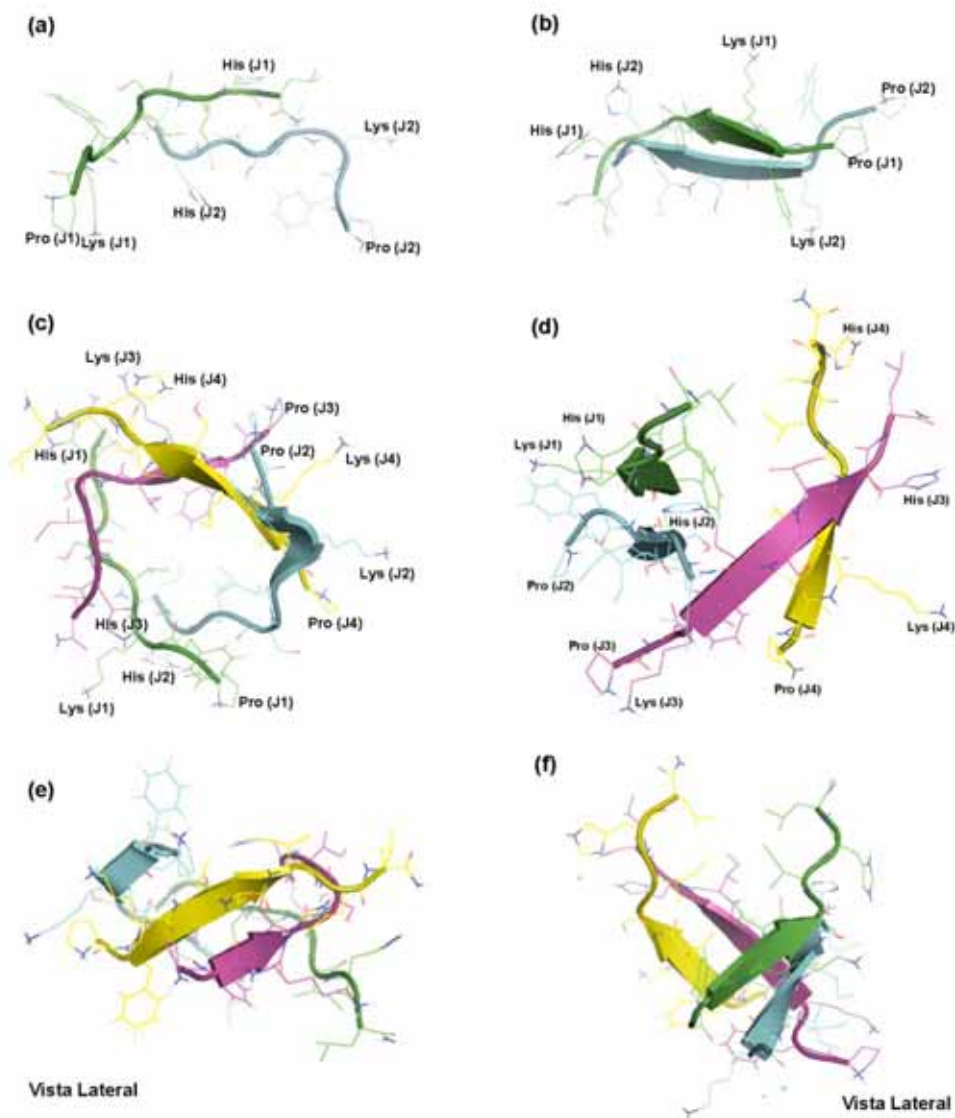 (a)
His (J1)
Lys (J2)
His (J2)
Pro (J1)
Lys (J1)
Pro (J2)
(b)
Lys (J1)
His (J2)
Pro (J2)
His (J1)
Pro (J1)
Lys (J2)
(c)
Lys (J3)
His (J4)
Pro (J3)
His (J1)
Pro (J2)
Lys (J4)
Lys (J2)
His (J3)
Pro (J4)
His (J2)
Lys (J1)
Pro (J1)
(d)
His (J4)
His (J1)
Lys (J1)
His (J3)
His (J2)
Pro (J2)
Lys (J4)
Pro (J3)
Lys (J3)
Pro (J4)
(e)
Vista Lateral
(f)
Vista Lateral